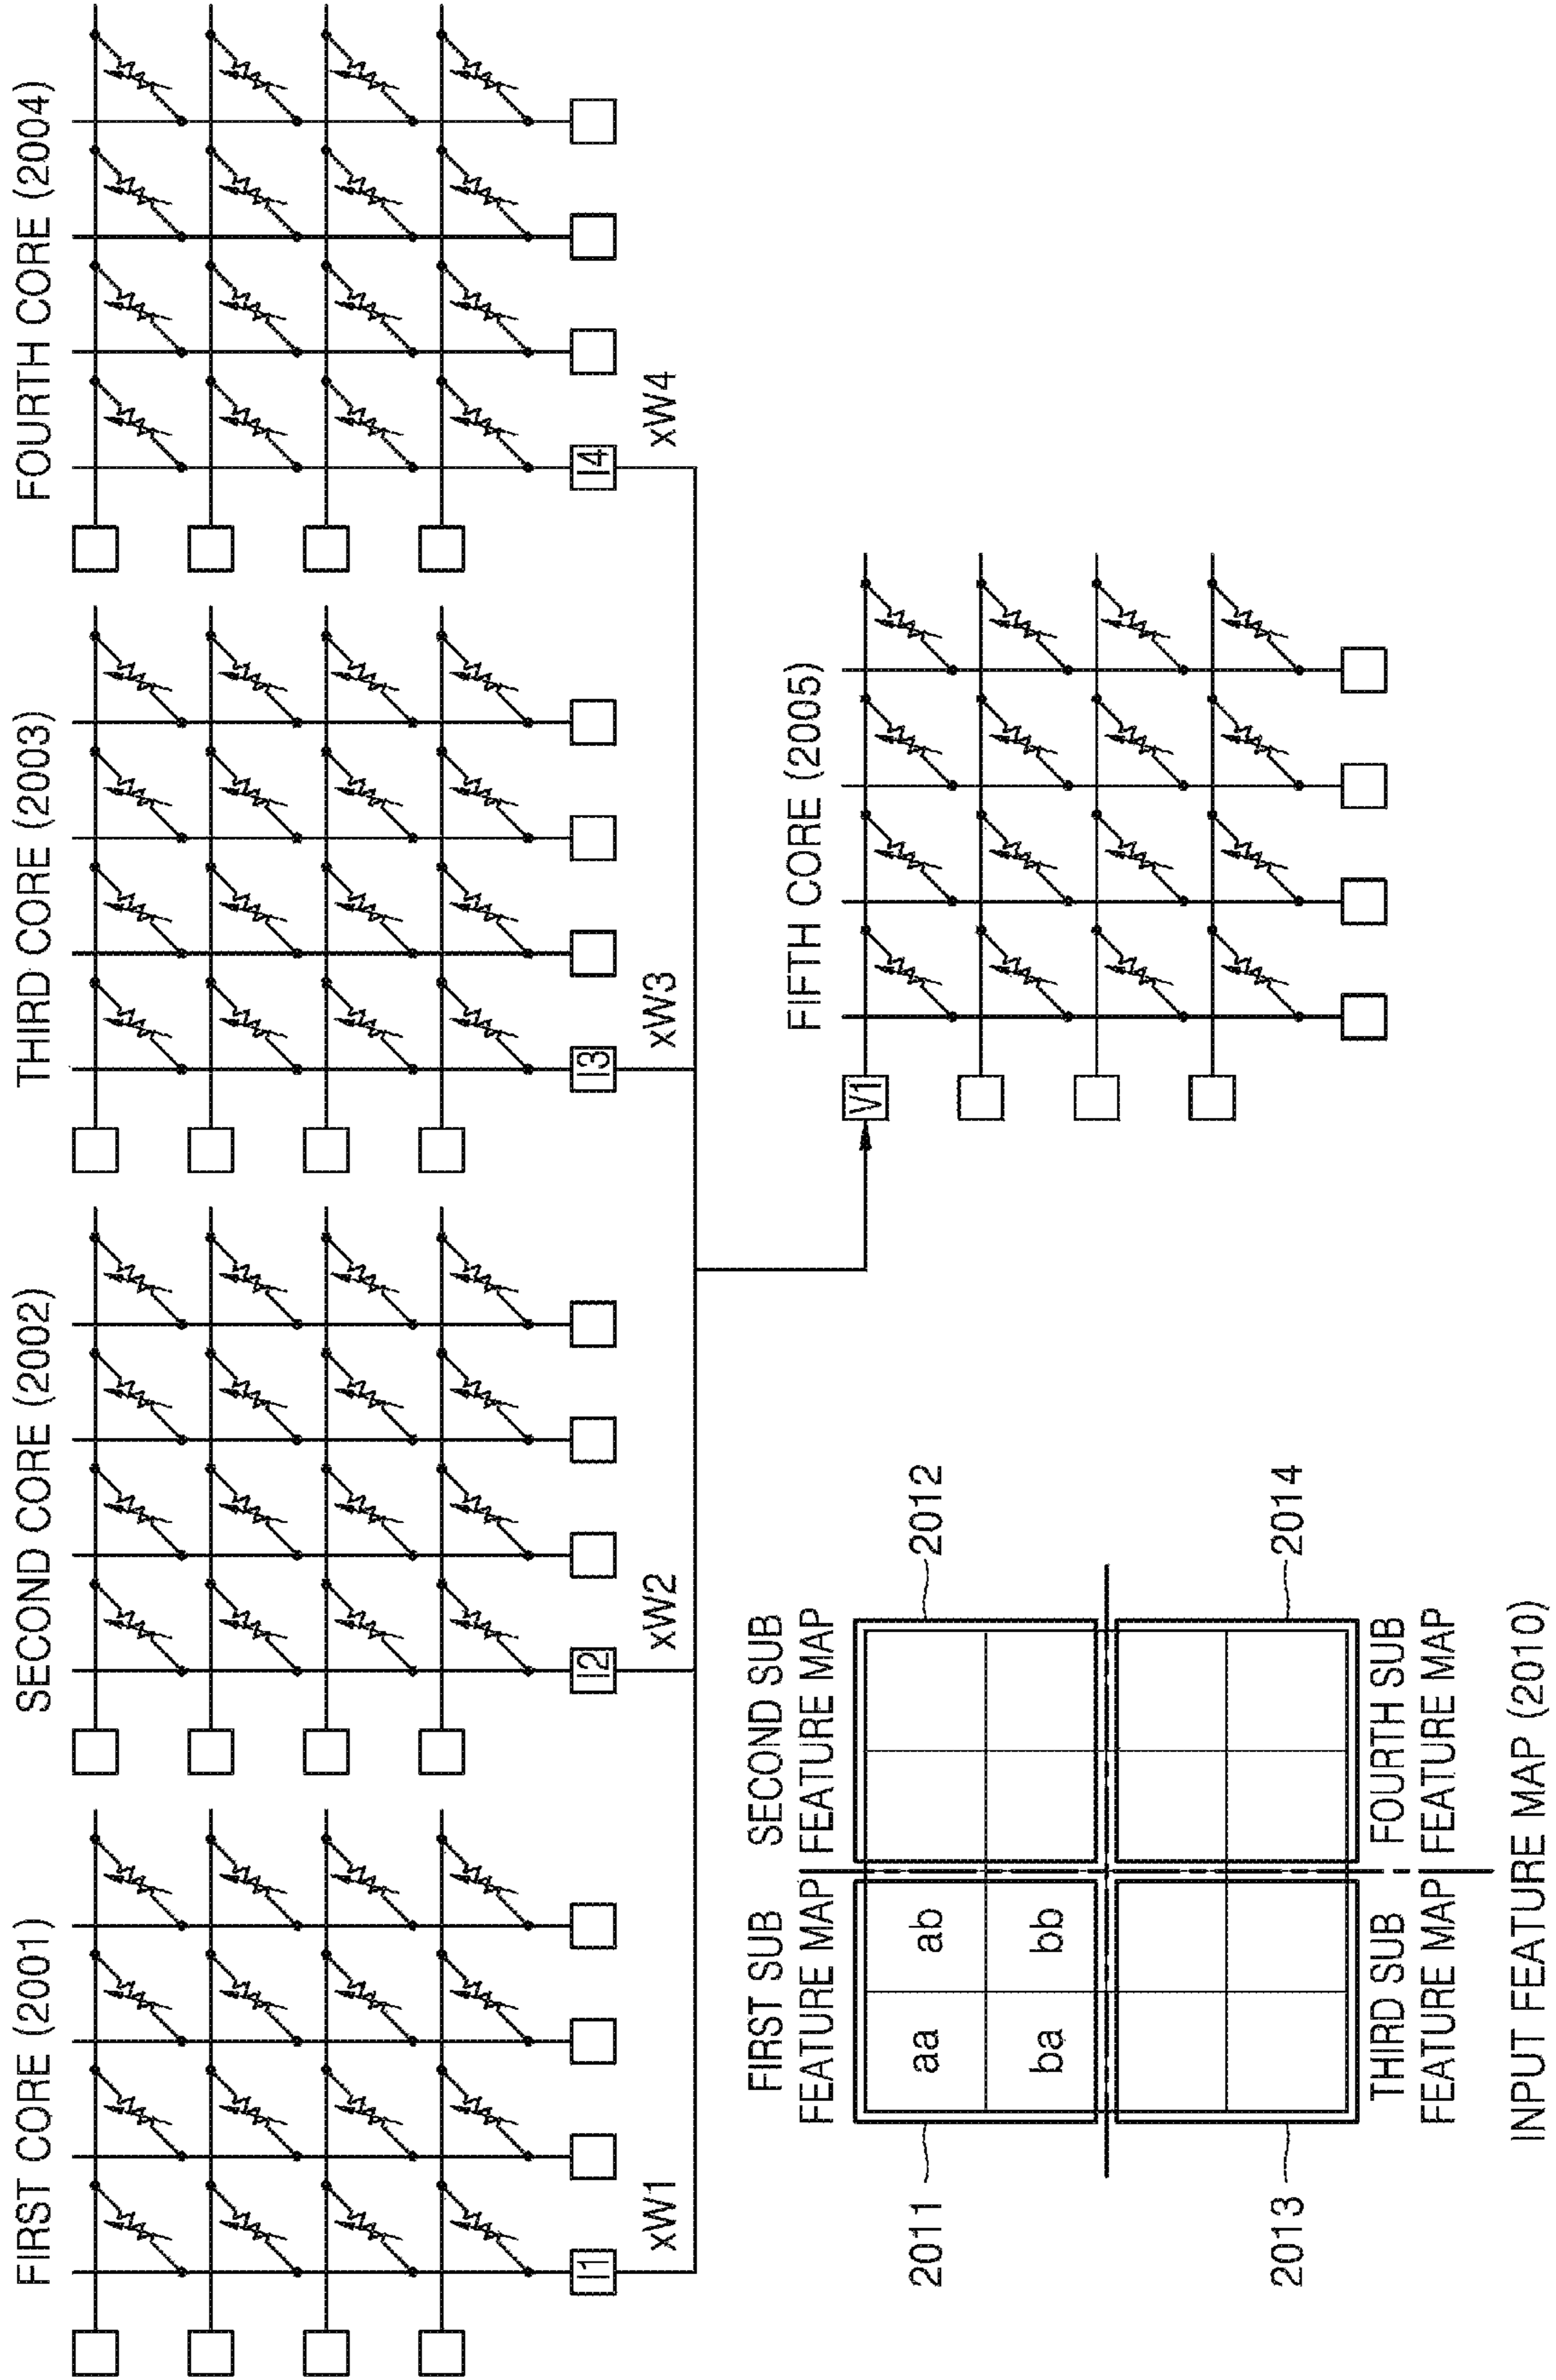 FIRST CORE (2001)
SECOND CORE (2002)
THIRD CORE (2003)
FOURTH CORE (2004)
I1
I2
I3
I4
xW1
xW2
xW3
xW4
FIFTH CORE (2005)
V1
FIRST SUB
FEATURE MAP
SECOND SUB
FEATURE MAP
2011
2012
aa
ab
ba
bb
2013
2014
THIRD SUB
FEATURE MAP
FOURTH SUB
FEATURE MAP
INPUT FEATURE MAP (2010)